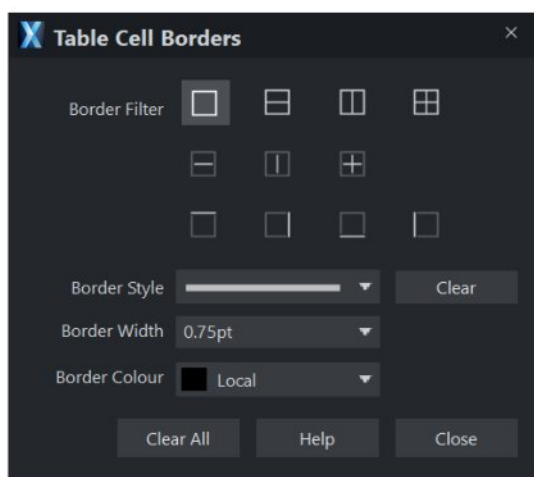 Table Cell Borders
Border Filter
Border Style
Clear
Border Width 0.75pt
Border Colour Local
Clear All Help Close